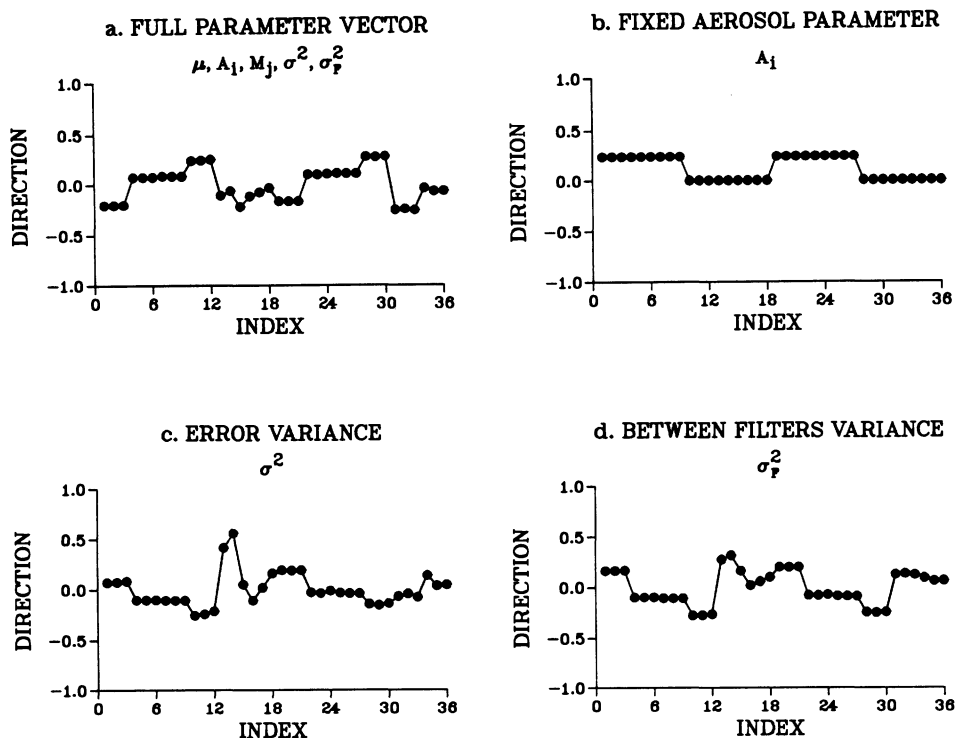 a. FULL PARAMETER VECTOR
μ, A_i, M_j, σ², σ_F²
1.0
0.5
0.0
−0.5
−1.0
DIRECTION
0 6 12 18 24 30 36
INDEX
b. FIXED AEROSOL PARAMETER
A_i
1.0
0.5
0.0
−0.5
−1.0
DIRECTION
0 6 12 18 24 30 36
INDEX
c. ERROR VARIANCE
σ²
1.0
0.5
0.0
−0.5
−1.0
DIRECTION
0 6 12 18 24 30 36
INDEX
d. BETWEEN FILTERS VARIANCE
σ_F²
1.0
0.5
0.0
−0.5
−1.0
DIRECTION
0 6 12 18 24 30 36
INDEX